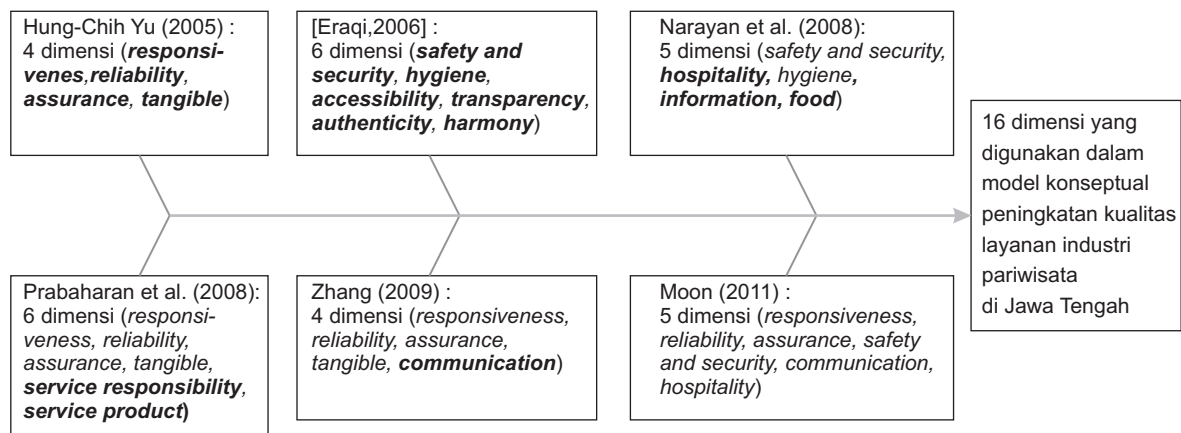 Hung-Chih Yu (2005) :
4 dimensi (responsi-
venes,reliability,
assurance, tangible)
[Eraqi,2006] :
6 dimensi (safety and
security, hygiene,
accessibility, transparency,
authenticity, harmony)
Narayan et al. (2008):
5 dimensi (safety and security,
hospitality, hygiene,
information, food)
16 dimensi yang
digunakan dalam
model konseptual
peningkatan kualitas
layanan industri
pariwisata
di Jawa Tengah
Prabaharan et al. (2008):
6 dimensi (responsi-
veness, reliability,
assurance, tangible,
service responsibility,
service product)
Zhang (2009) :
4 dimensi (responsiveness,
reliability, assurance,
tangible, communication)
Moon (2011) :
5 dimensi (responsiveness,
reliability, assurance, safety
and security, communication,
hospitality)